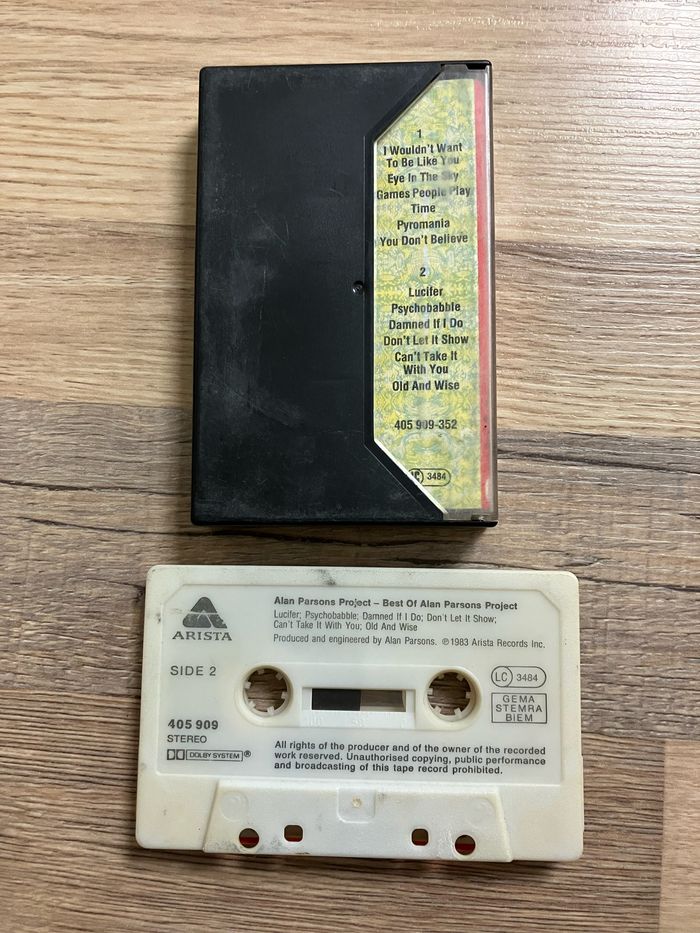 1
I Wouldn't Want
To Be Like You
Eye In The Sky
Games People Play
Time
Pyromania
You Don't Believe
2
Lucifer
Psychobabble
Damned If I Do
Don't Let It Show
Can't Take It
With You
Old And Wise
405 909-352
LC 3484
ARISTA
Alan Parsons Project – Best Of Alan Parsons Project
Lucifer; Psychobabble; Damned If I Do; Don't Let It Show;
Can't Take It With You; Old And Wise
Produced and engineered by Alan Parsons. ℗ 1983 Arista Records Inc.
SIDE 2
LC 3484
GEMA
STEMRA
BIEM
405 909
STEREO
DOLBY SYSTEM ®
All rights of the producer and of the owner of the recorded
work reserved. Unauthorised copying, public performance
and broadcasting of this tape record prohibited.